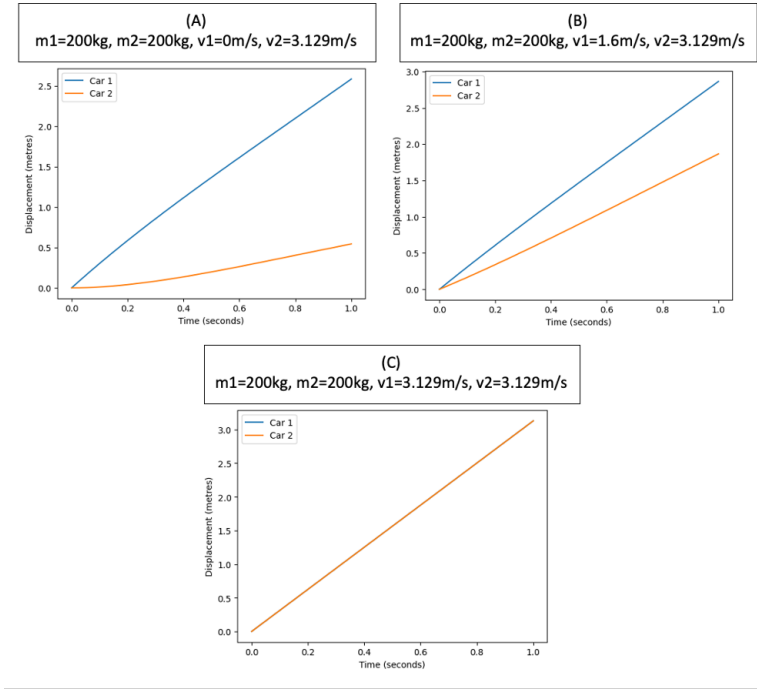 (A)
m1=200kg, m2=200kg, v1=0m/s, v2=3.129m/s
(B)
m1=200kg, m2=200kg, v1=1.6m/s, v2=3.129m/s
Car 1
Car 2
2.5
2.0
1.5
1.0
0.5
0.0
Displacement (metres)
0.0 0.2 0.4 0.6 0.8 1.0
Time (seconds)
Car 1
Car 2
3.0
2.5
2.0
1.5
1.0
0.5
0.0
Displacement (metres)
0.0 0.2 0.4 0.6 0.8 1.0
Time (seconds)
(C)
m1=200kg, m2=200kg, v1=3.129m/s, v2=3.129m/s
Car 1
Car 2
3.0
2.5
2.0
1.5
1.0
0.5
0.0
Displacement (metres)
0.0 0.2 0.4 0.6 0.8 1.0
Time (seconds)